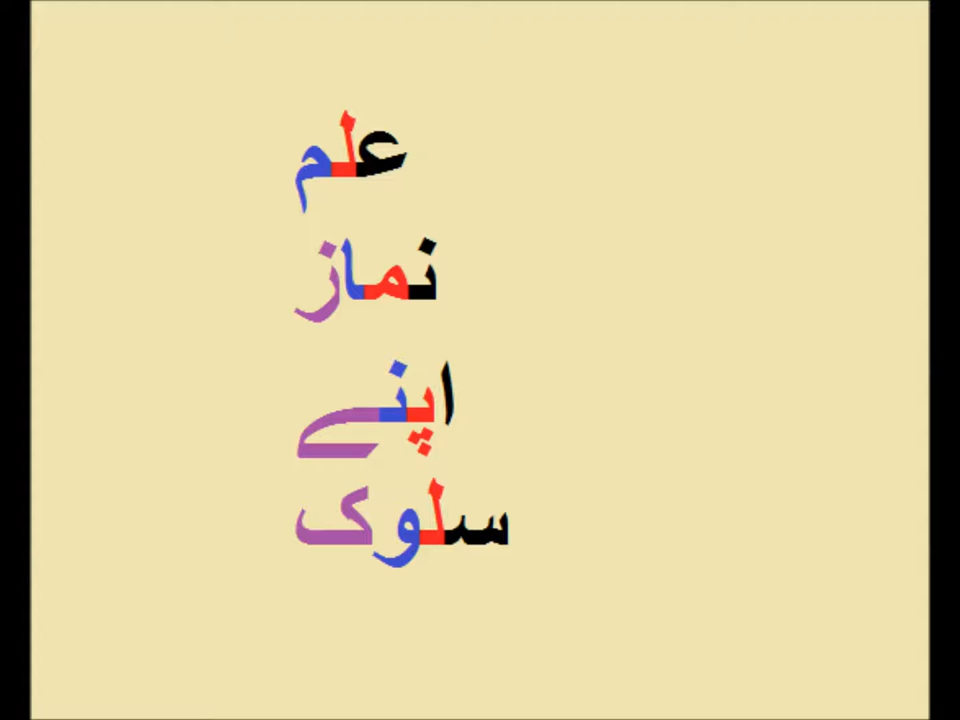 علم
نماز
اپنے
سلوک